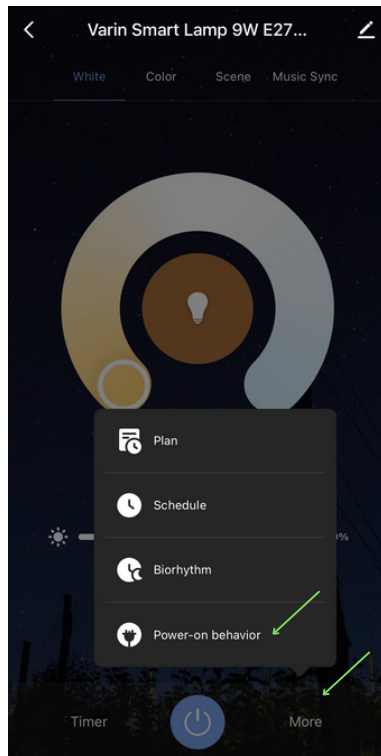 Varin Smart Lamp 9W E27...
White Color Scene Music Sync
Plan
Schedule
%
Biorhythm
Power-on behavior
Timer More